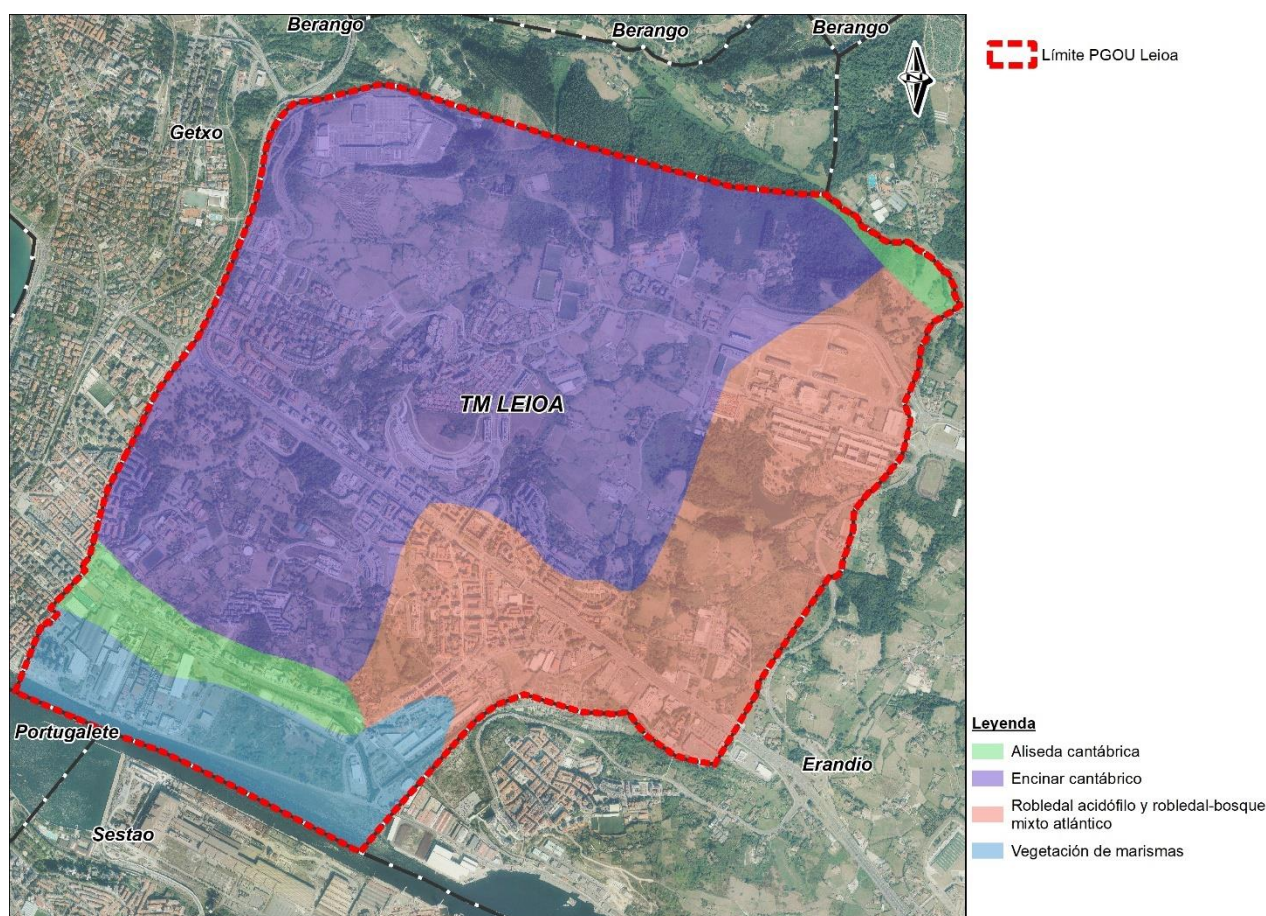 Berango
Berango
Berango
Límite PGOU Leioa
Getxo
TM LEIOA
Portugalete
Erandio
Sestao
Leyenda
Aliseda cantábrica
Encinar cantábrico
Robledal acidófilo y robledal-bosque
mixto atlántico
Vegetación de marismas